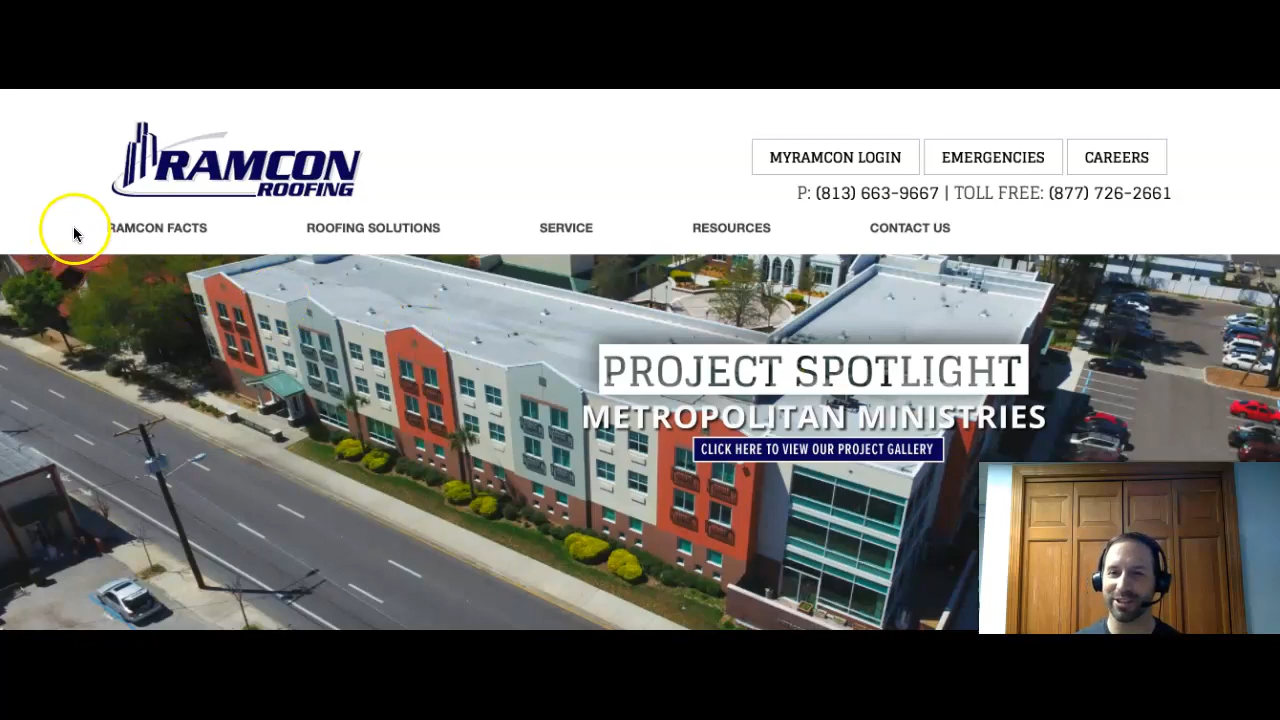 RAMCON
ROOFING
MYRAMCON LOGIN
EMERGENCIES
CAREERS
P: (813) 663-9667 | TOLL FREE: (877) 726-2661
RAMCON FACTS
ROOFING SOLUTIONS
SERVICE
RESOURCES
CONTACT US
PROJECT SPOTLIGHT
METROPOLITAN MINISTRIES
CLICK HERE TO VIEW OUR PROJECT GALLERY